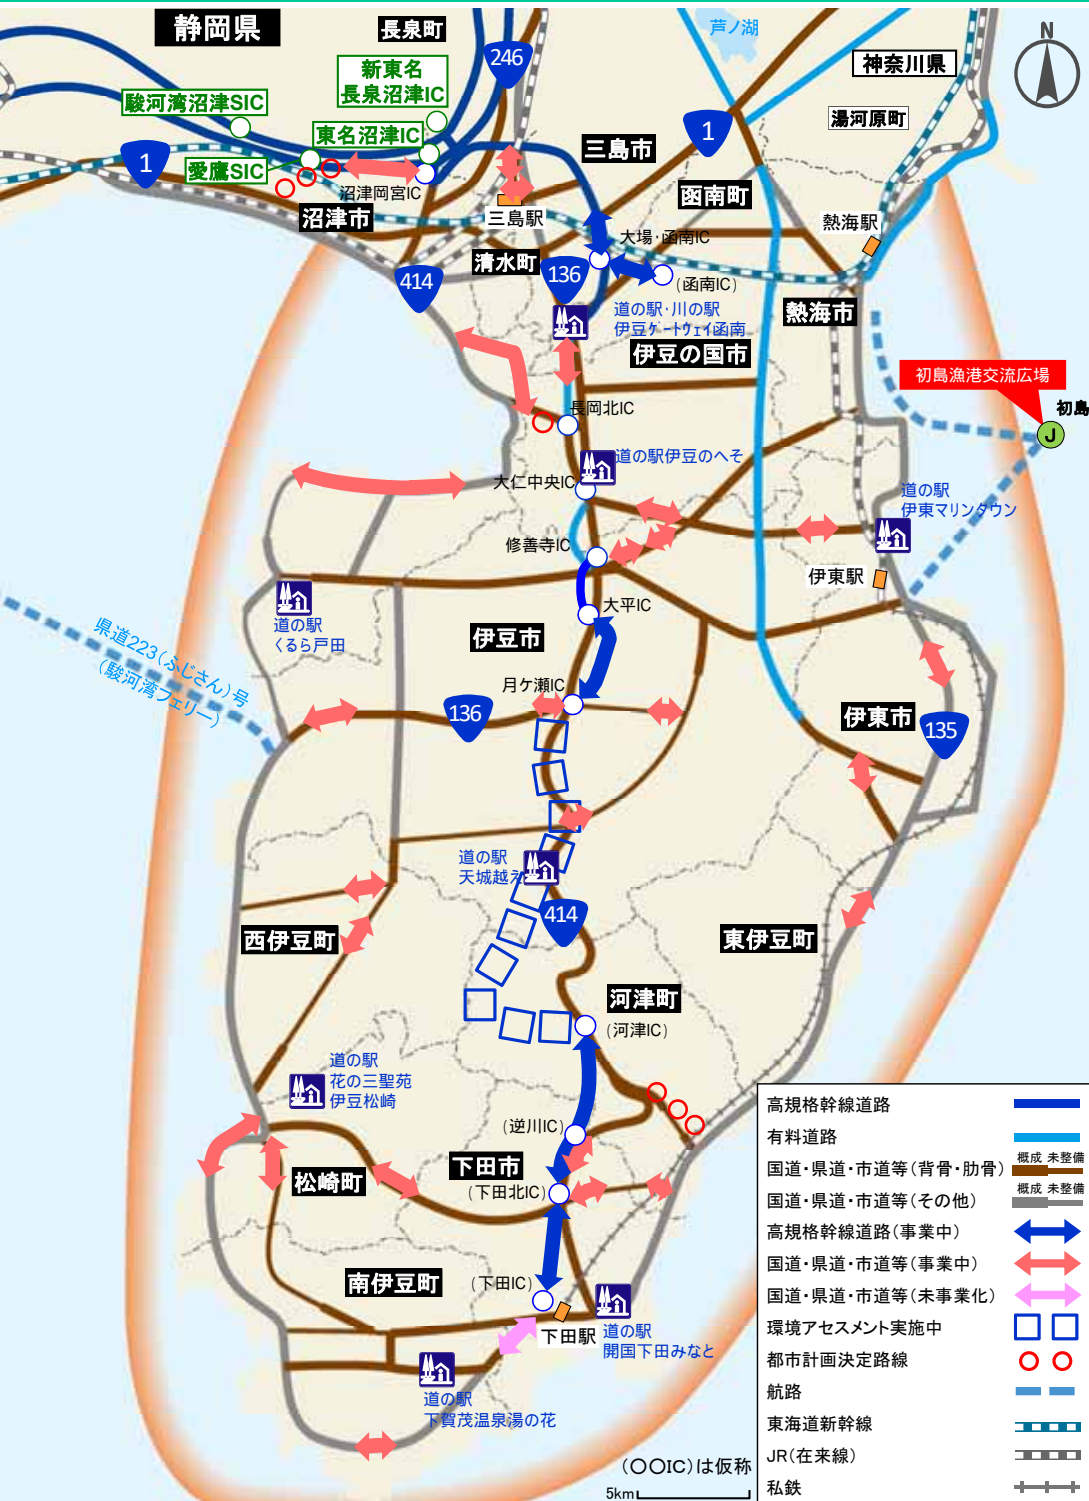 静岡県
長泉町
246
芦ノ湖
神奈川県
N
新東名
長泉沼津IC
駿河湾沼津SIC
東名沼津IC
湯河原町
1
三島市
1
愛鷹SIC
沼津岡宮IC
函南町
沼津市
三島駅
熱海駅
大場・函南IC
清水町
136
(函南IC)
414
熱海市
道の駅・川の駅
伊豆ゲートウェイ函南
伊豆の国市
初島漁港交流広場
初島
J
長岡北IC
道の駅伊豆のへそ
大仁中央IC
道の駅
伊東マリンタウン
修善寺IC
伊東駅
大平IC
道の駅
くるら戸田
県道223(ふじさん)号
(駿河湾フェリー)
伊豆市
月ケ瀬IC
136
伊東市
135
道の駅
天城越え
414
西伊豆町
東伊豆町
河津町
(河津IC)
道の駅
花の三聖苑
伊豆松崎
(逆川IC)
下田市
松崎町
(下田北IC)
南伊豆町
(下田IC)
下田駅
道の駅
開国下田みなと
道の駅
下賀茂温泉湯の花
高規格幹線道路
有料道路
国道・県道・市道等(背骨・肋骨) 概成 未整備
国道・県道・市道等(その他) 概成 未整備
高規格幹線道路(事業中)
国道・県道・市道等(事業中)
国道・県道・市道等(未事業化)
環境アセスメント実施中
都市計画決定路線
航路
東海道新幹線
JR(在来線)
私鉄
(〇〇IC)は仮称
5km